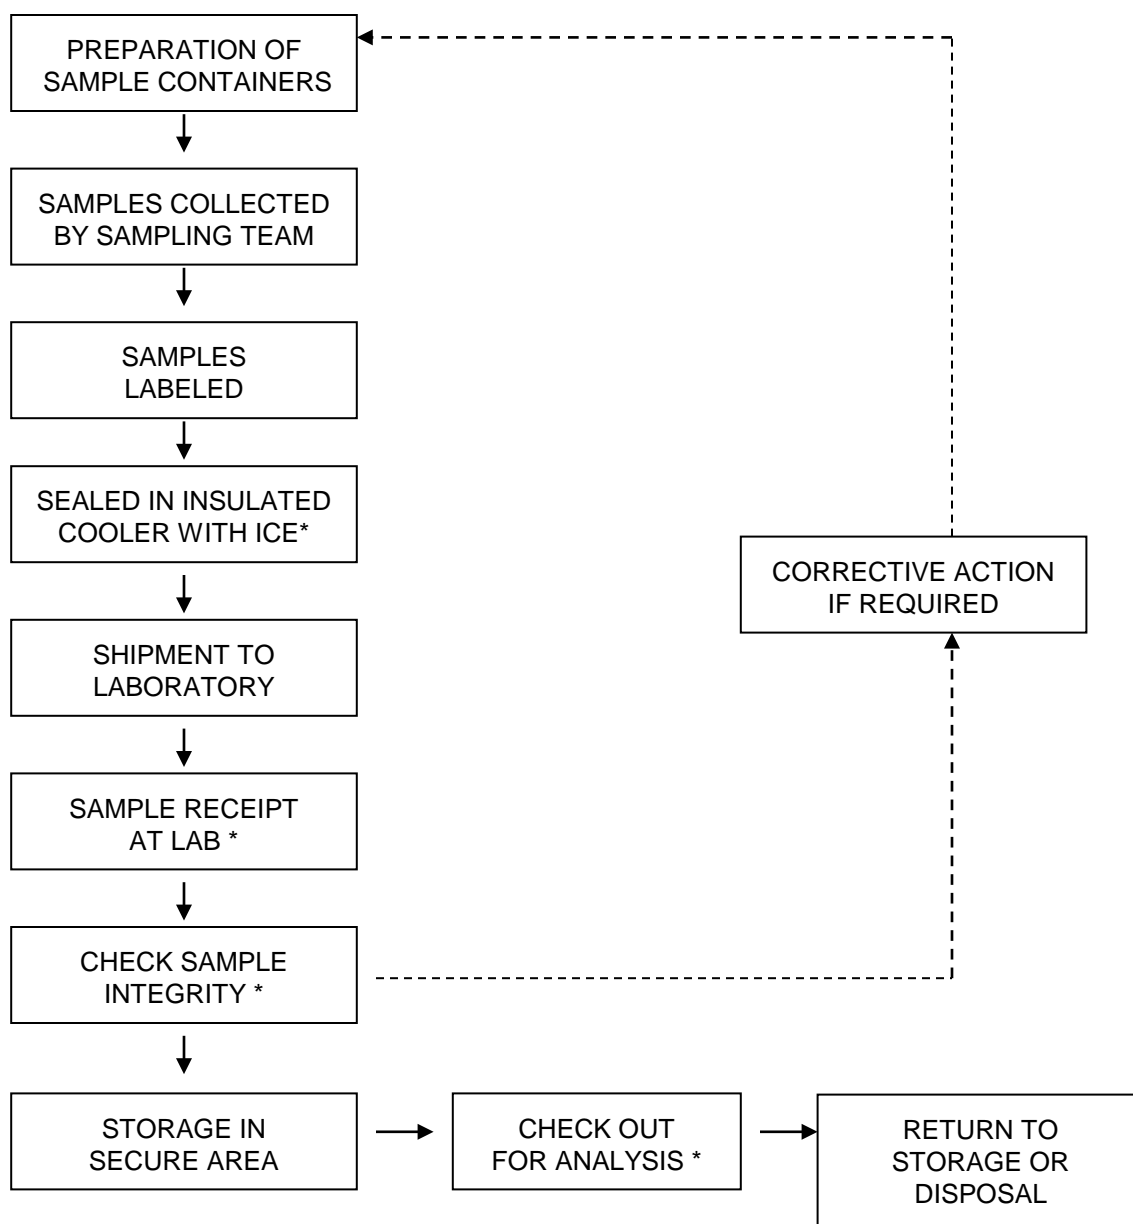 PREPARATION OF
SAMPLE CONTAINERS
SAMPLES COLLECTED
BY SAMPLING TEAM
SAMPLES
LABELED
SEALED IN INSULATED
COOLER WITH ICE*
CORRECTIVE ACTION
IF REQUIRED
SHIPMENT TO
LABORATORY
SAMPLE RECEIPT
AT LAB *
CHECK SAMPLE
INTEGRITY *
STORAGE IN
SECURE AREA
CHECK OUT
FOR ANALYSIS *
RETURN TO
STORAGE OR
DISPOSAL